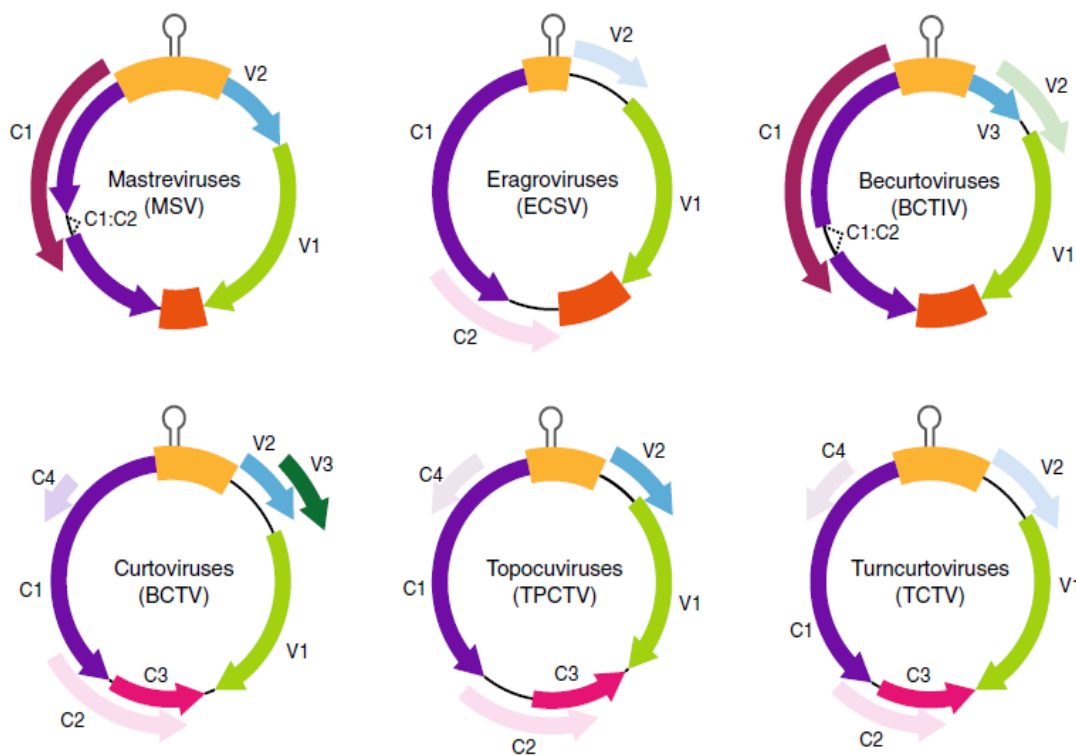 V2
C1
Mastreviruses
(MSV)
C1:C2
V1
V2
C1
Eragroviruses
(ECSV)
V1
C2
V2
C1
V3
Becurtoviruses
(BCTIV)
C1:C2
V1
C4
V2
V3
Curtoviruses
(BCTV)
C1
V1
C3
C2
C4
V2
Topocuviruses
(TPCTV)
C1
V1
C3
C2
C4
V2
Turncurtoviruses
(TCTV)
V1
C1
C3
C2